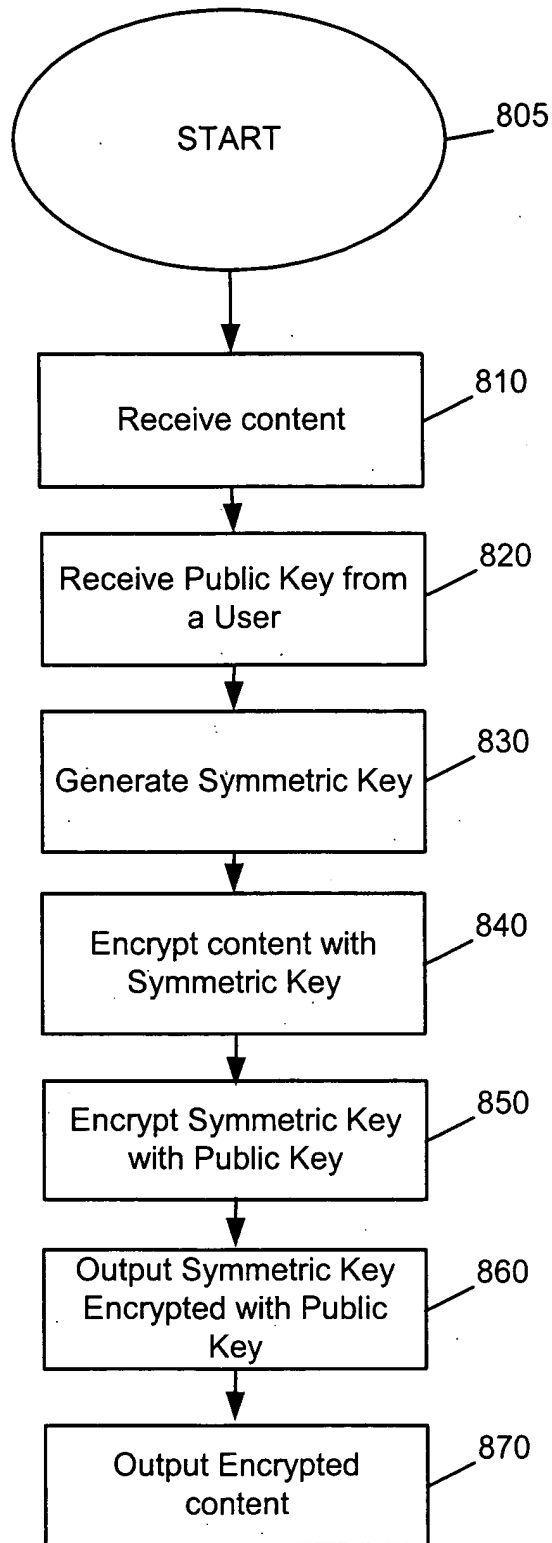 START
805
Receive content
810
Receive Public Key from
a User
820
Generate Symmetric Key
830
Encrypt content with
Symmetric Key
840
Encrypt Symmetric Key
with Public Key
850
Output Symmetric Key
Encrypted with Public
Key
860
Output Encrypted
content
870